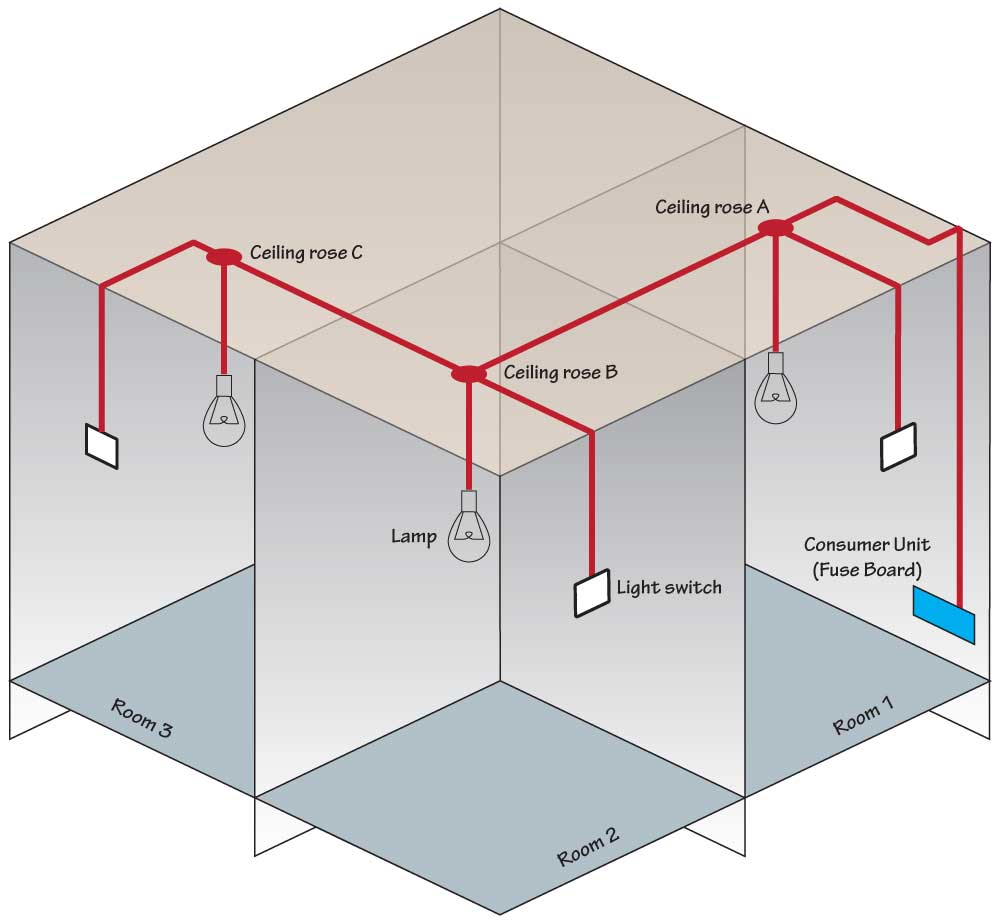 Ceiling rose A
Ceiling rose C
Ceiling rose B
Lamp
Consumer Unit
(Fuse Board)
Light switch
Room 3
Room 1
Room 2